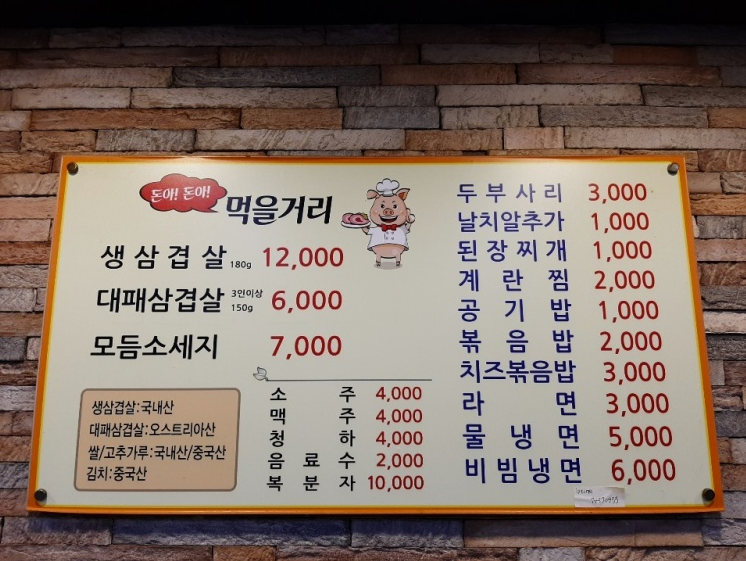 돈아! 돈아!
먹을거리
생삼겹살 180g 12,000
대패삼겹살 3인이상 150g 6,000
모듬소세지 7,000
생삼겹살:국내산
대패삼겹살:오스트리아산
쌀/고추가루:국내산/중국산
김치:중국산
소주 4,000
맥주 4,000
청하 4,000
음료수 2,000
복분자 10,000
두부사리 3,000
날치알추가 1,000
된장찌개 1,000
계란찜 2,000
공기밥 1,000
볶음밥 2,000
치즈볶음밥 3,000
라면 3,000
물냉면 5,000
비빔냉면 6,000